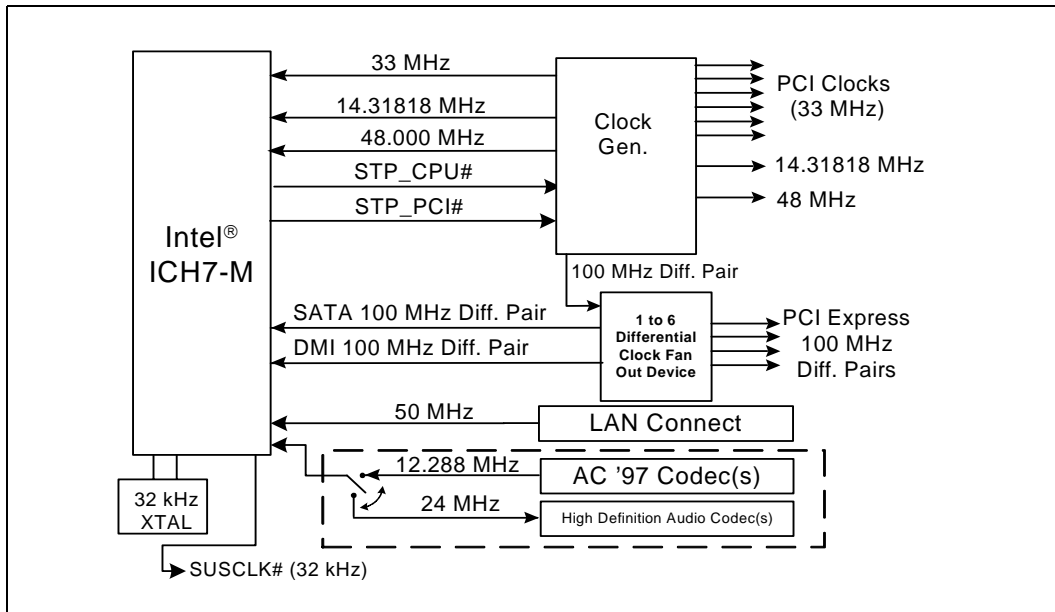 33 MHz
14.31818 MHz
48.000 MHz
STP_CPU#
STP_PCI#
Intel®
ICH7-M
Clock
Gen.
PCI Clocks
(33 MHz)
14.31818 MHz
48 MHz
100 MHz Diff. Pair
SATA 100 MHz Diff. Pair
DMI 100 MHz Diff. Pair
1 to 6
Differential
Clock Fan
Out Device
PCI Express
100 MHz
Diff. Pairs
50 MHz
LAN Connect
12.288 MHz
AC '97 Codec(s)
24 MHz
High Definition Audio Codec(s)
32 kHz
XTAL
SUSCLK# (32 kHz)